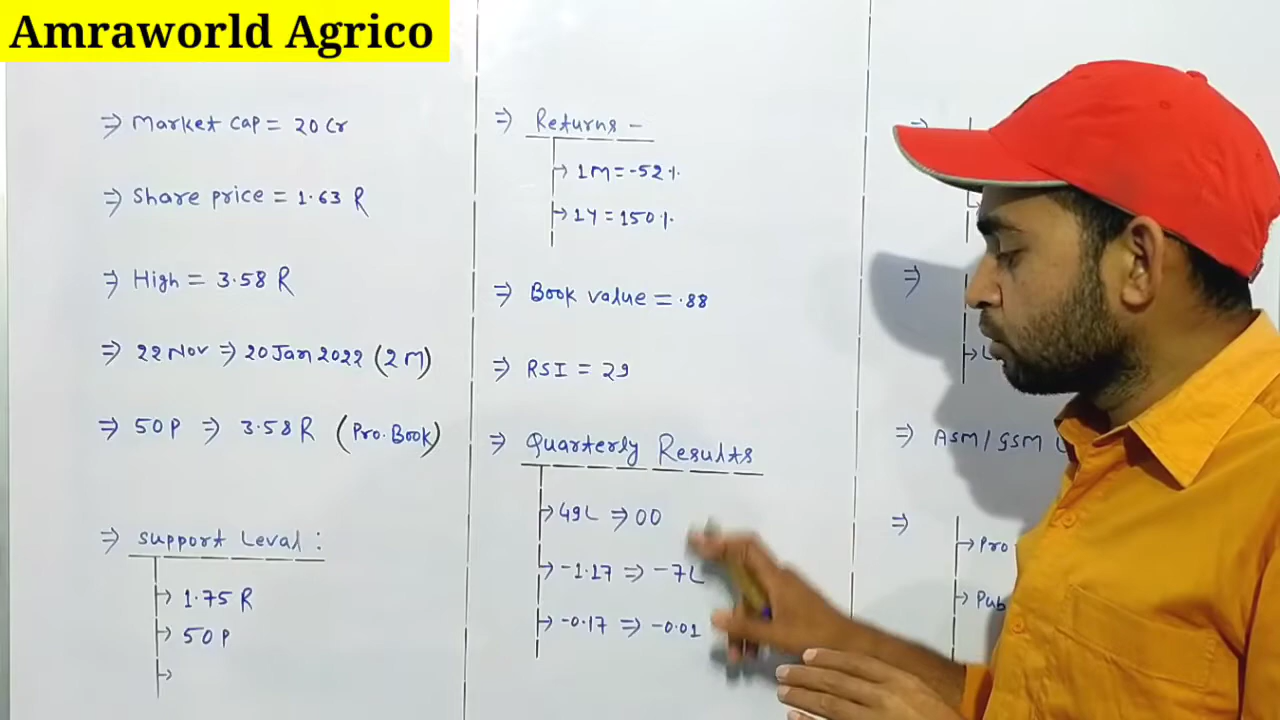 Amraworld Agrico
⇒ Market cap = 20 Cr
⇒ Share price = 1.63 R
⇒ High = 3.58 R
⇒ 22 Nov ⇒ 20 Jan 2022 (2 M)
⇒ 50 P ⇒ 3.58 R (Pro. Book)
⇒ Support Leval :
→ 1.75 R
→ 50 P
→
⇒ Returns -
→ 1M = -52%
→ 1Y = 150%
⇒ Book value = .88
⇒ RSI = 29
⇒ Quarterly Results
→ 49L ⇒ 00
→ -1.17 ⇒ -7L
→ -0.17 ⇒ -0.01
⇒
⇒
→ L
⇒ ASM / GSM (
⇒
→ Pro
→ Pub